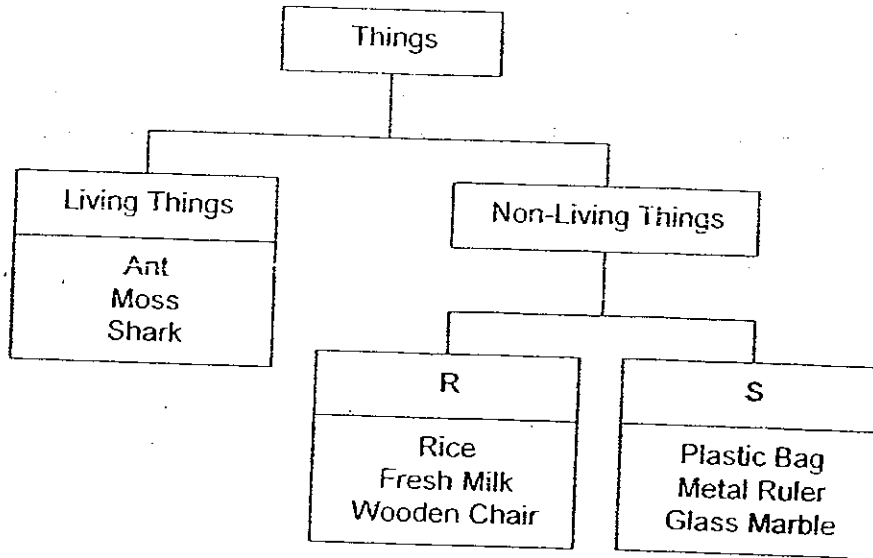 Things
Living Things
Ant
Moss
Shark
Non-Living Things
R
Rice
Fresh Milk
Wooden Chair
S
Plastic Bag
Metal Ruler
Glass Marble